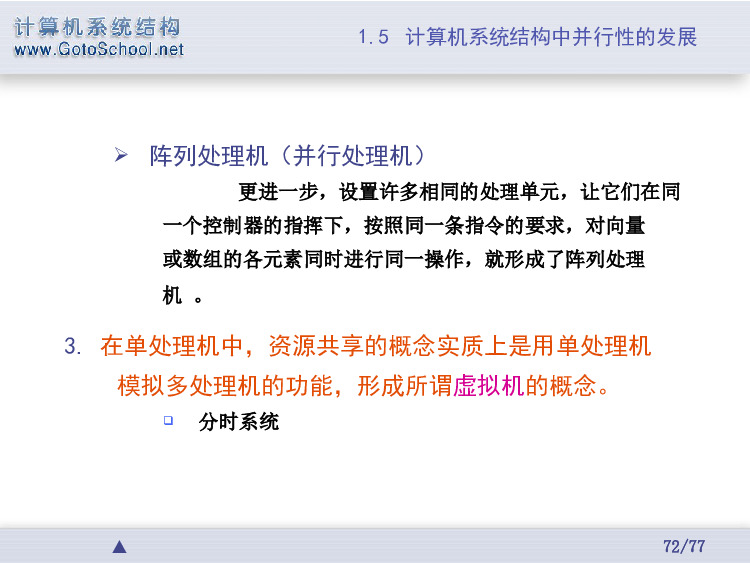 计算机系统结构
www.GotoSchool.net
1.5 计算机系统结构中并行性的发展
➢ 阵列处理机（并行处理机）
更进一步，设置许多相同的处理单元，让它们在同
一个控制器的指挥下，按照同一条指令的要求，对向量
或数组的各元素同时进行同一操作，就形成了阵列处理
机 。
3. 在单处理机中，资源共享的概念实质上是用单处理机
模拟多处理机的功能，形成所谓虚拟机的概念。
❑ 分时系统
▲
72/77